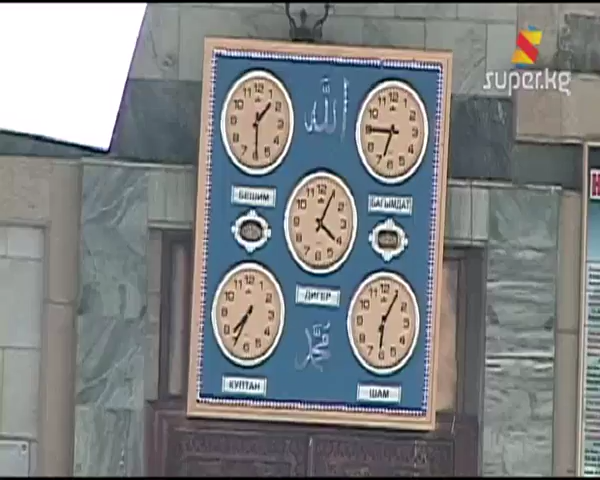 super.kg
الله
БЕШИМ
БАГЫМДАТ
ДИГЕР
محمد
КУПТАН
ШАМ